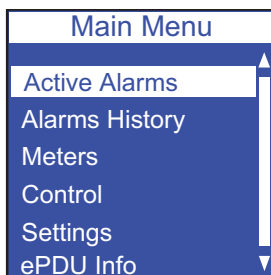 Main Menu
Active Alarms
Alarms History
Meters
Control
Settings
ePDU Info